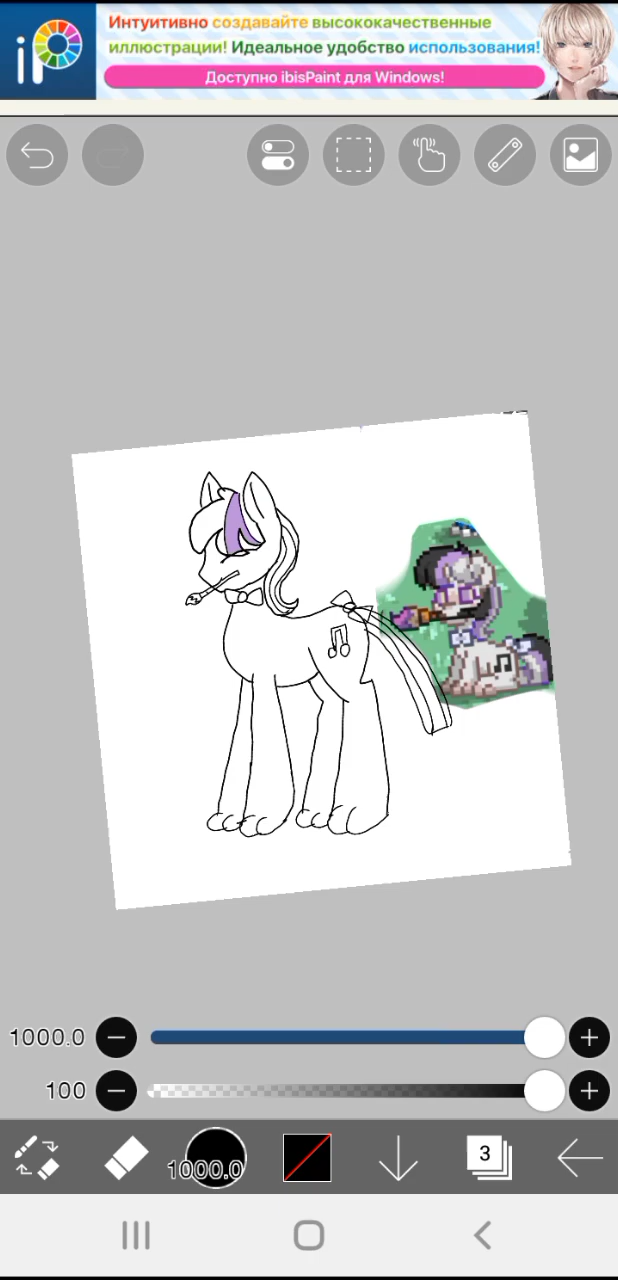 iP
Интуитивно создавайте высококачественные
иллюстрации! Идеальное удобство использования!
Доступно ibisPaint для Windows!
1000.0
100
1000.0
3